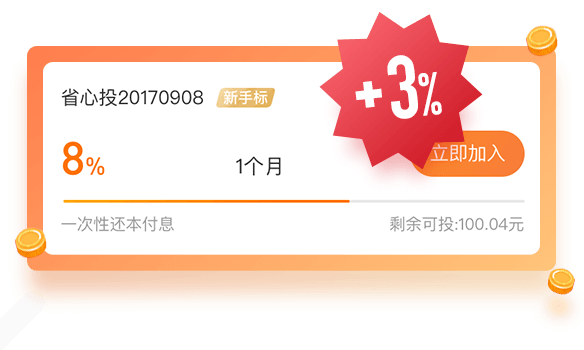 +3%
省心投20170908 新手标
8% 1个月 立即加入
一次性还本付息 剩余可投:100.04元